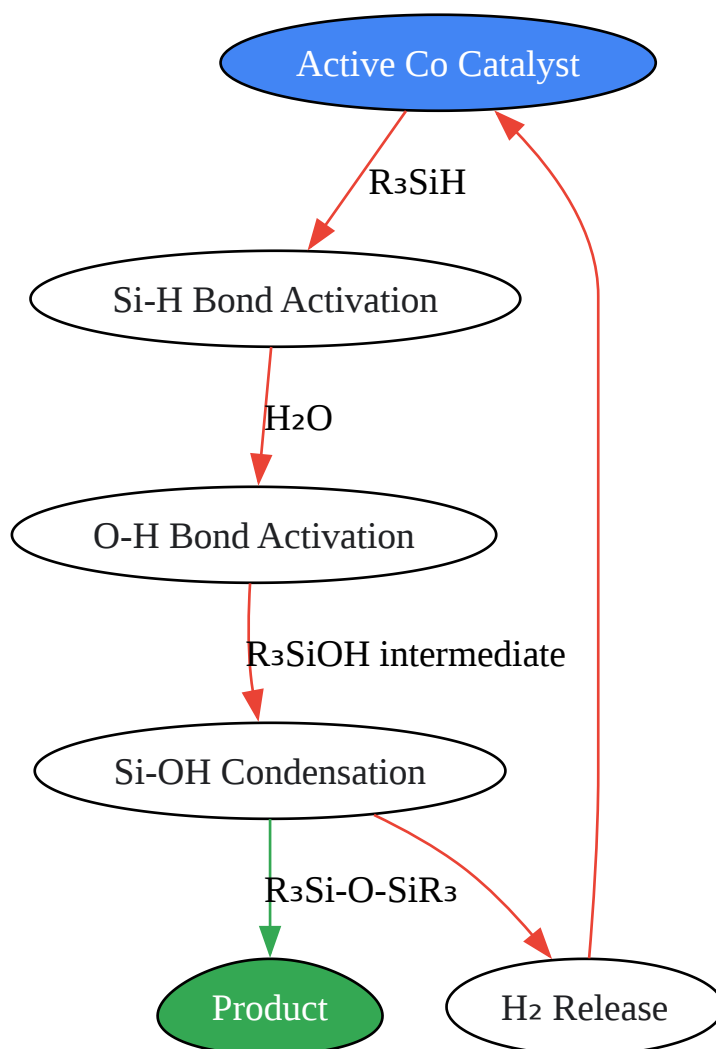 Active Co Catalyst
R₃SiH
Si-H Bond Activation
H₂O
O-H Bond Activation
R₃SiOH intermediate
Si-OH Condensation
R₃Si-O-SiR₃
Product
H₂ Release